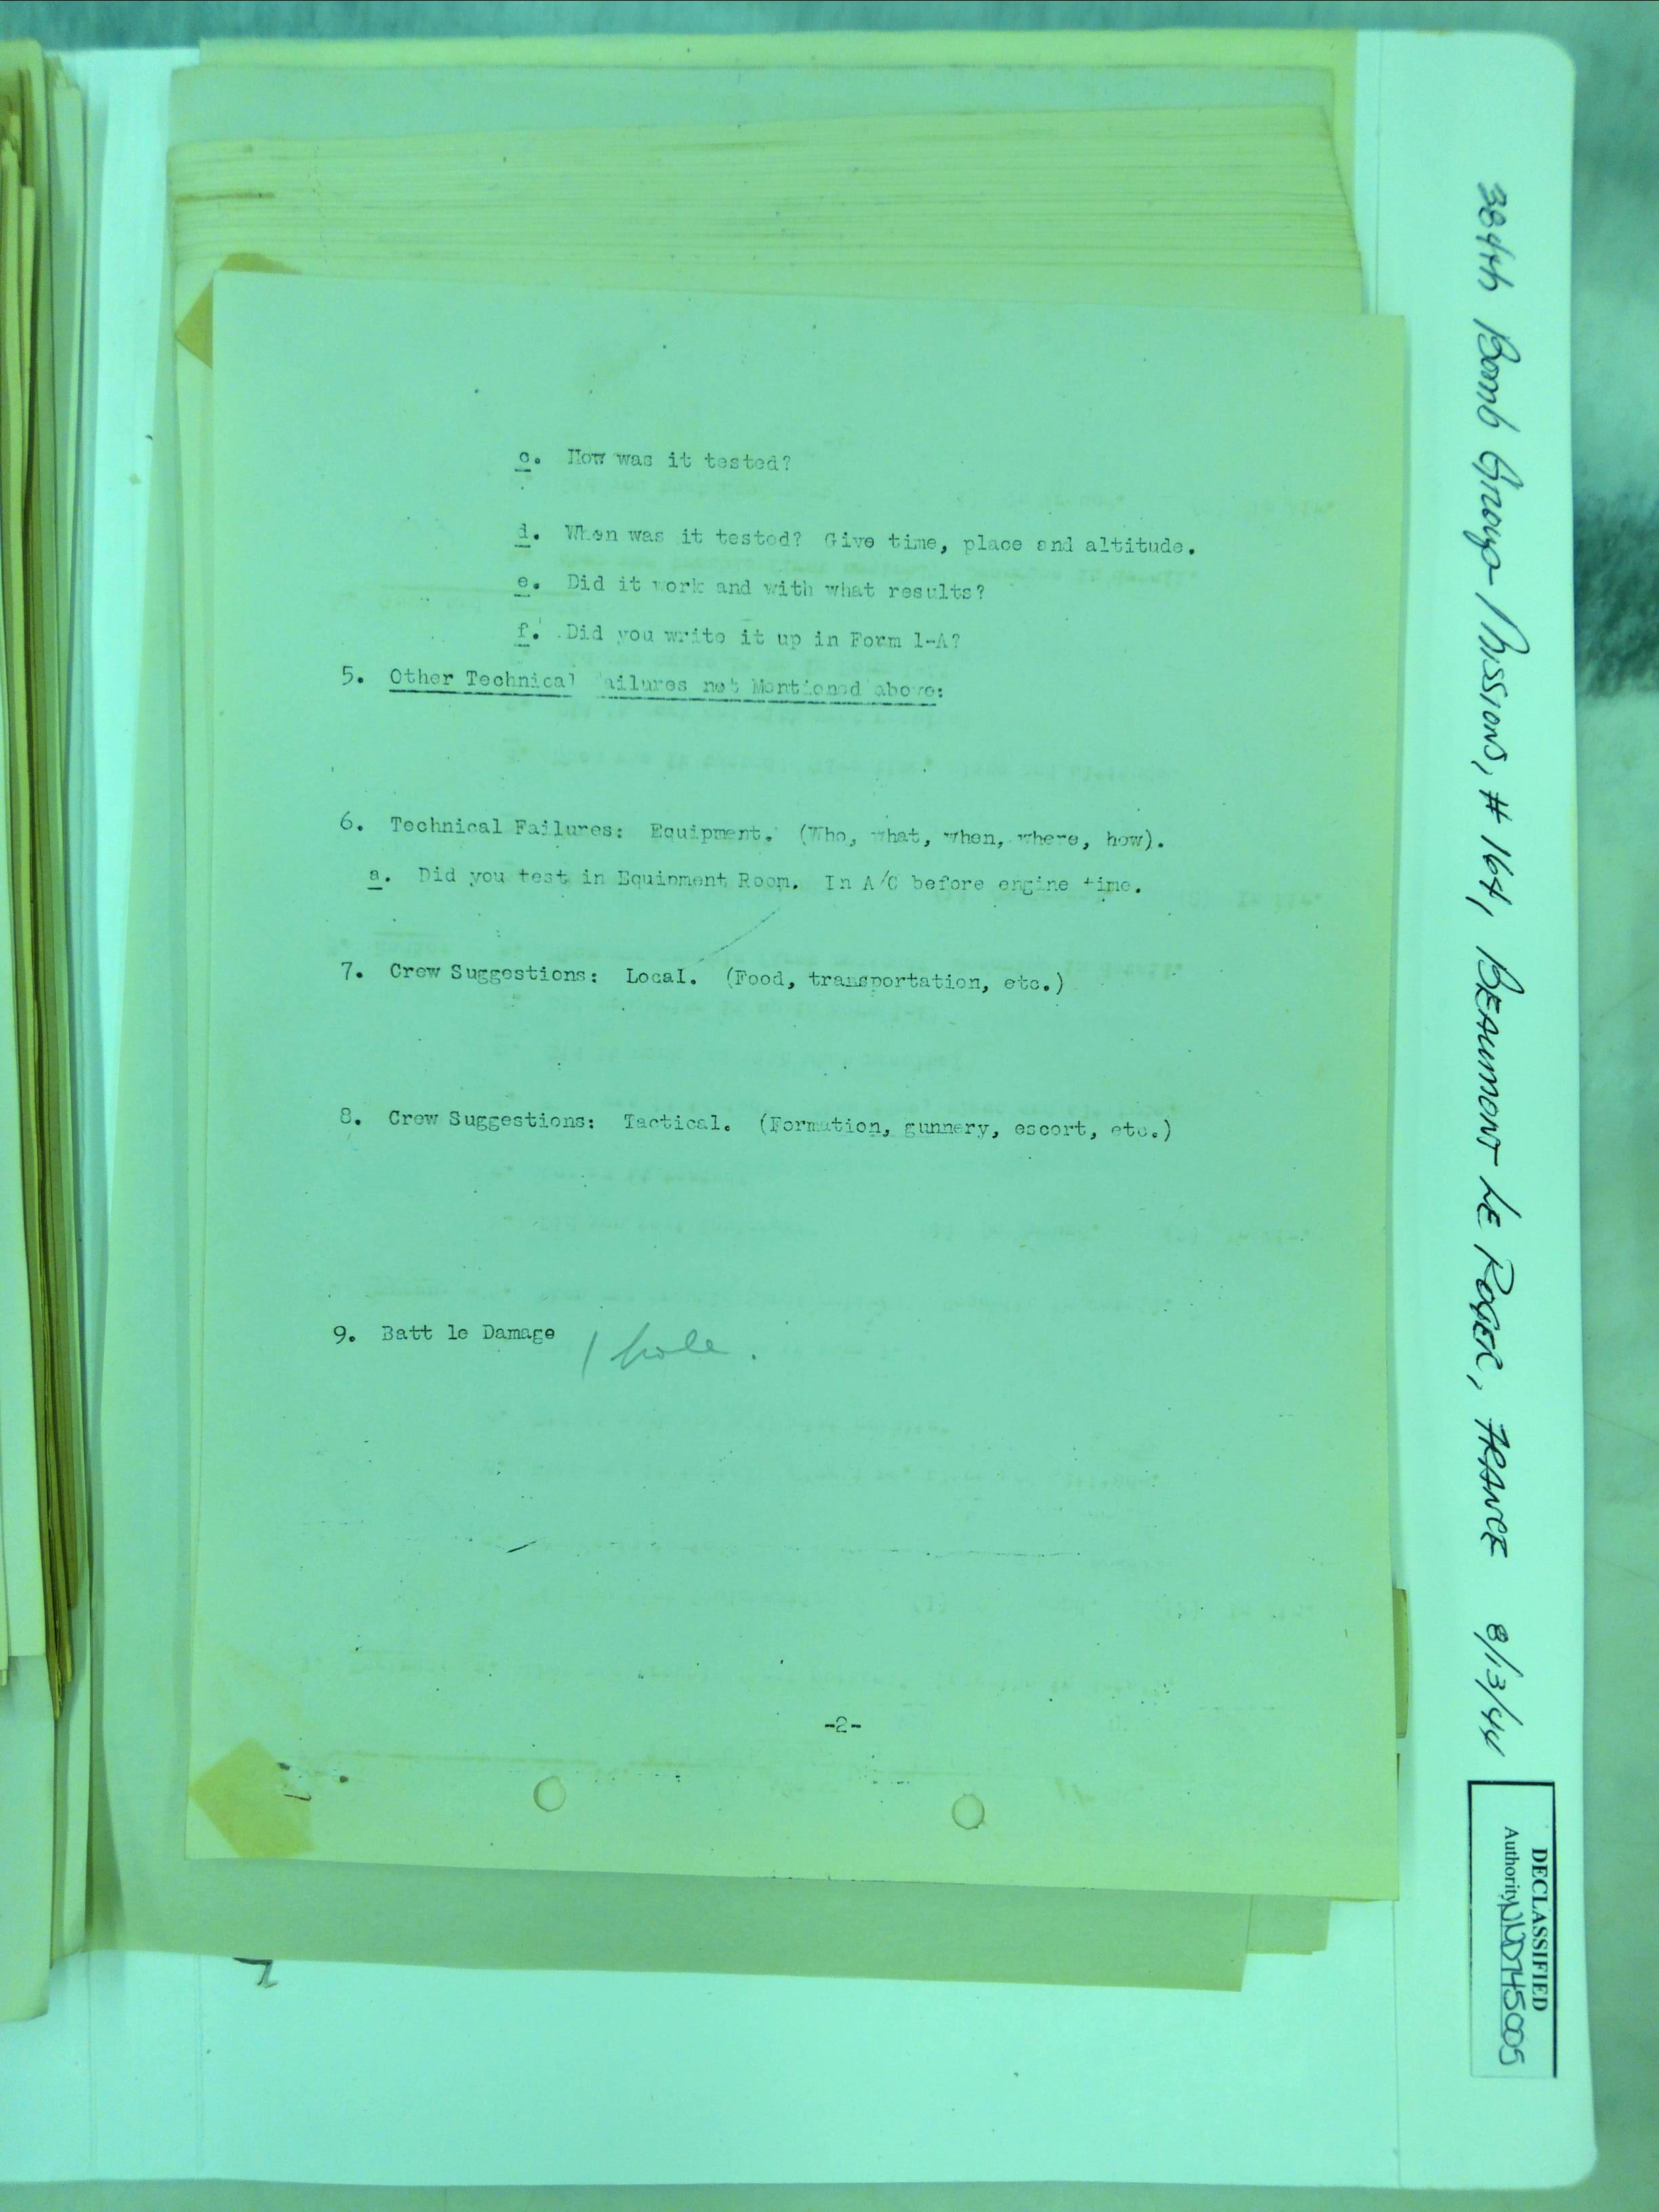 c. How was it tested?
d. When was it tested? Give time, place and altitude.
e. Did it work and with what results?
f. Did you write it up in Form 1-A?
5. Other Technical ailures not Mentioned above:
6. Technical Failures: Equipment. (Who, what, when, where, how).
a. Did you test in Equipment Room. In A/C before engine time.
7. Crew Suggestions: Local. (Food, transportation, etc.)
8. Crew Suggestions: Tactical. (Formation, gunnery, escort, etc.)
9. Batt le Damage 1 hole.
-2-
384th Bomb Group - Missions, # 164, BEAUMONT LE ROGER, FRANCE 8/13/44
DECLASSIFIED
Authority NND745005